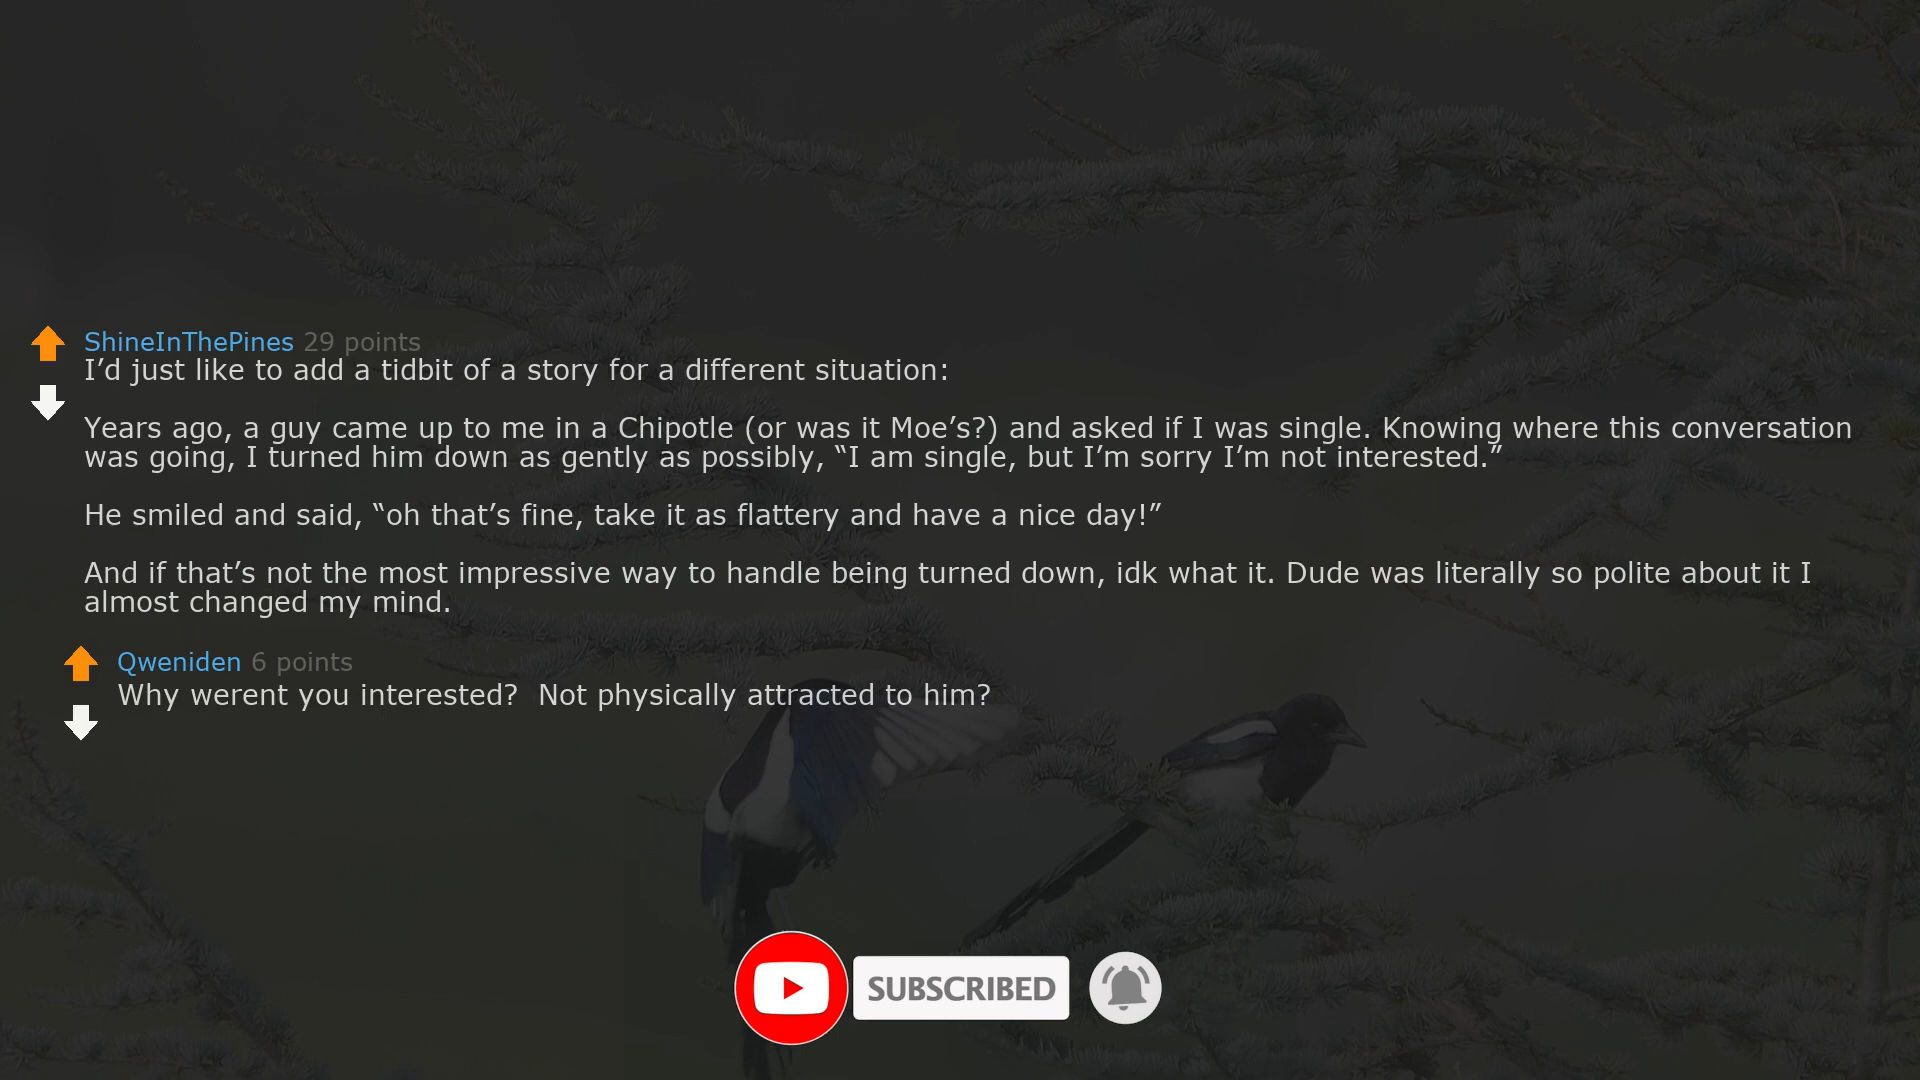 ShineInThePines 29 points
I’d just like to add a tidbit of a story for a different situation:
Years ago, a guy came up to me in a Chipotle (or was it Moe’s?) and asked if I was single. Knowing where this conversation
was going, I turned him down as gently as possibly, “I am single, but I’m sorry I’m not interested.”
He smiled and said, “oh that’s fine, take it as flattery and have a nice day!”
And if that’s not the most impressive way to handle being turned down, idk what it. Dude was literally so polite about it I
almost changed my mind.
Qweniden 6 points
Why werent you interested?  Not physically attracted to him?
SUBSCRIBED